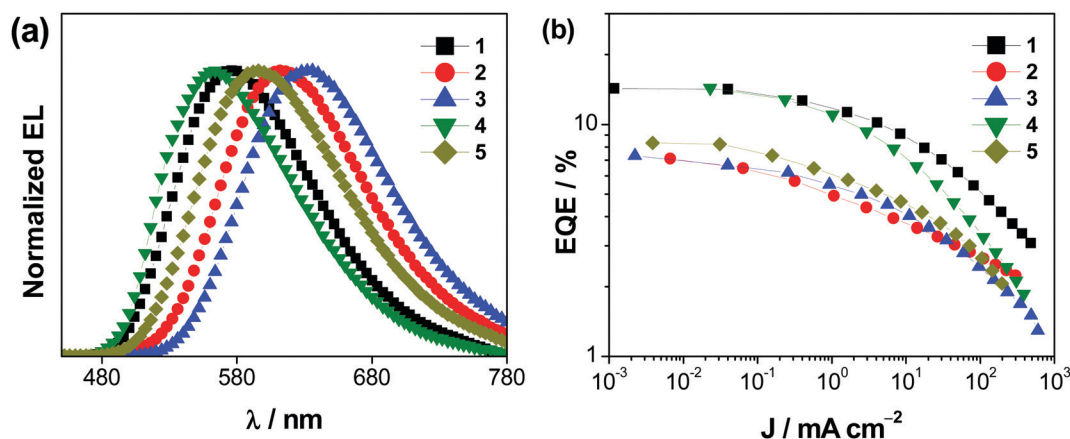 (a)
1
2
3
4
5
Normalized EL
480 580 680 780
λ / nm
(b)
1
2
3
4
5
EQE / %
10
1
10⁻³ 10⁻² 10⁻¹ 10⁰ 10¹ 10² 10³
J / mA cm⁻²